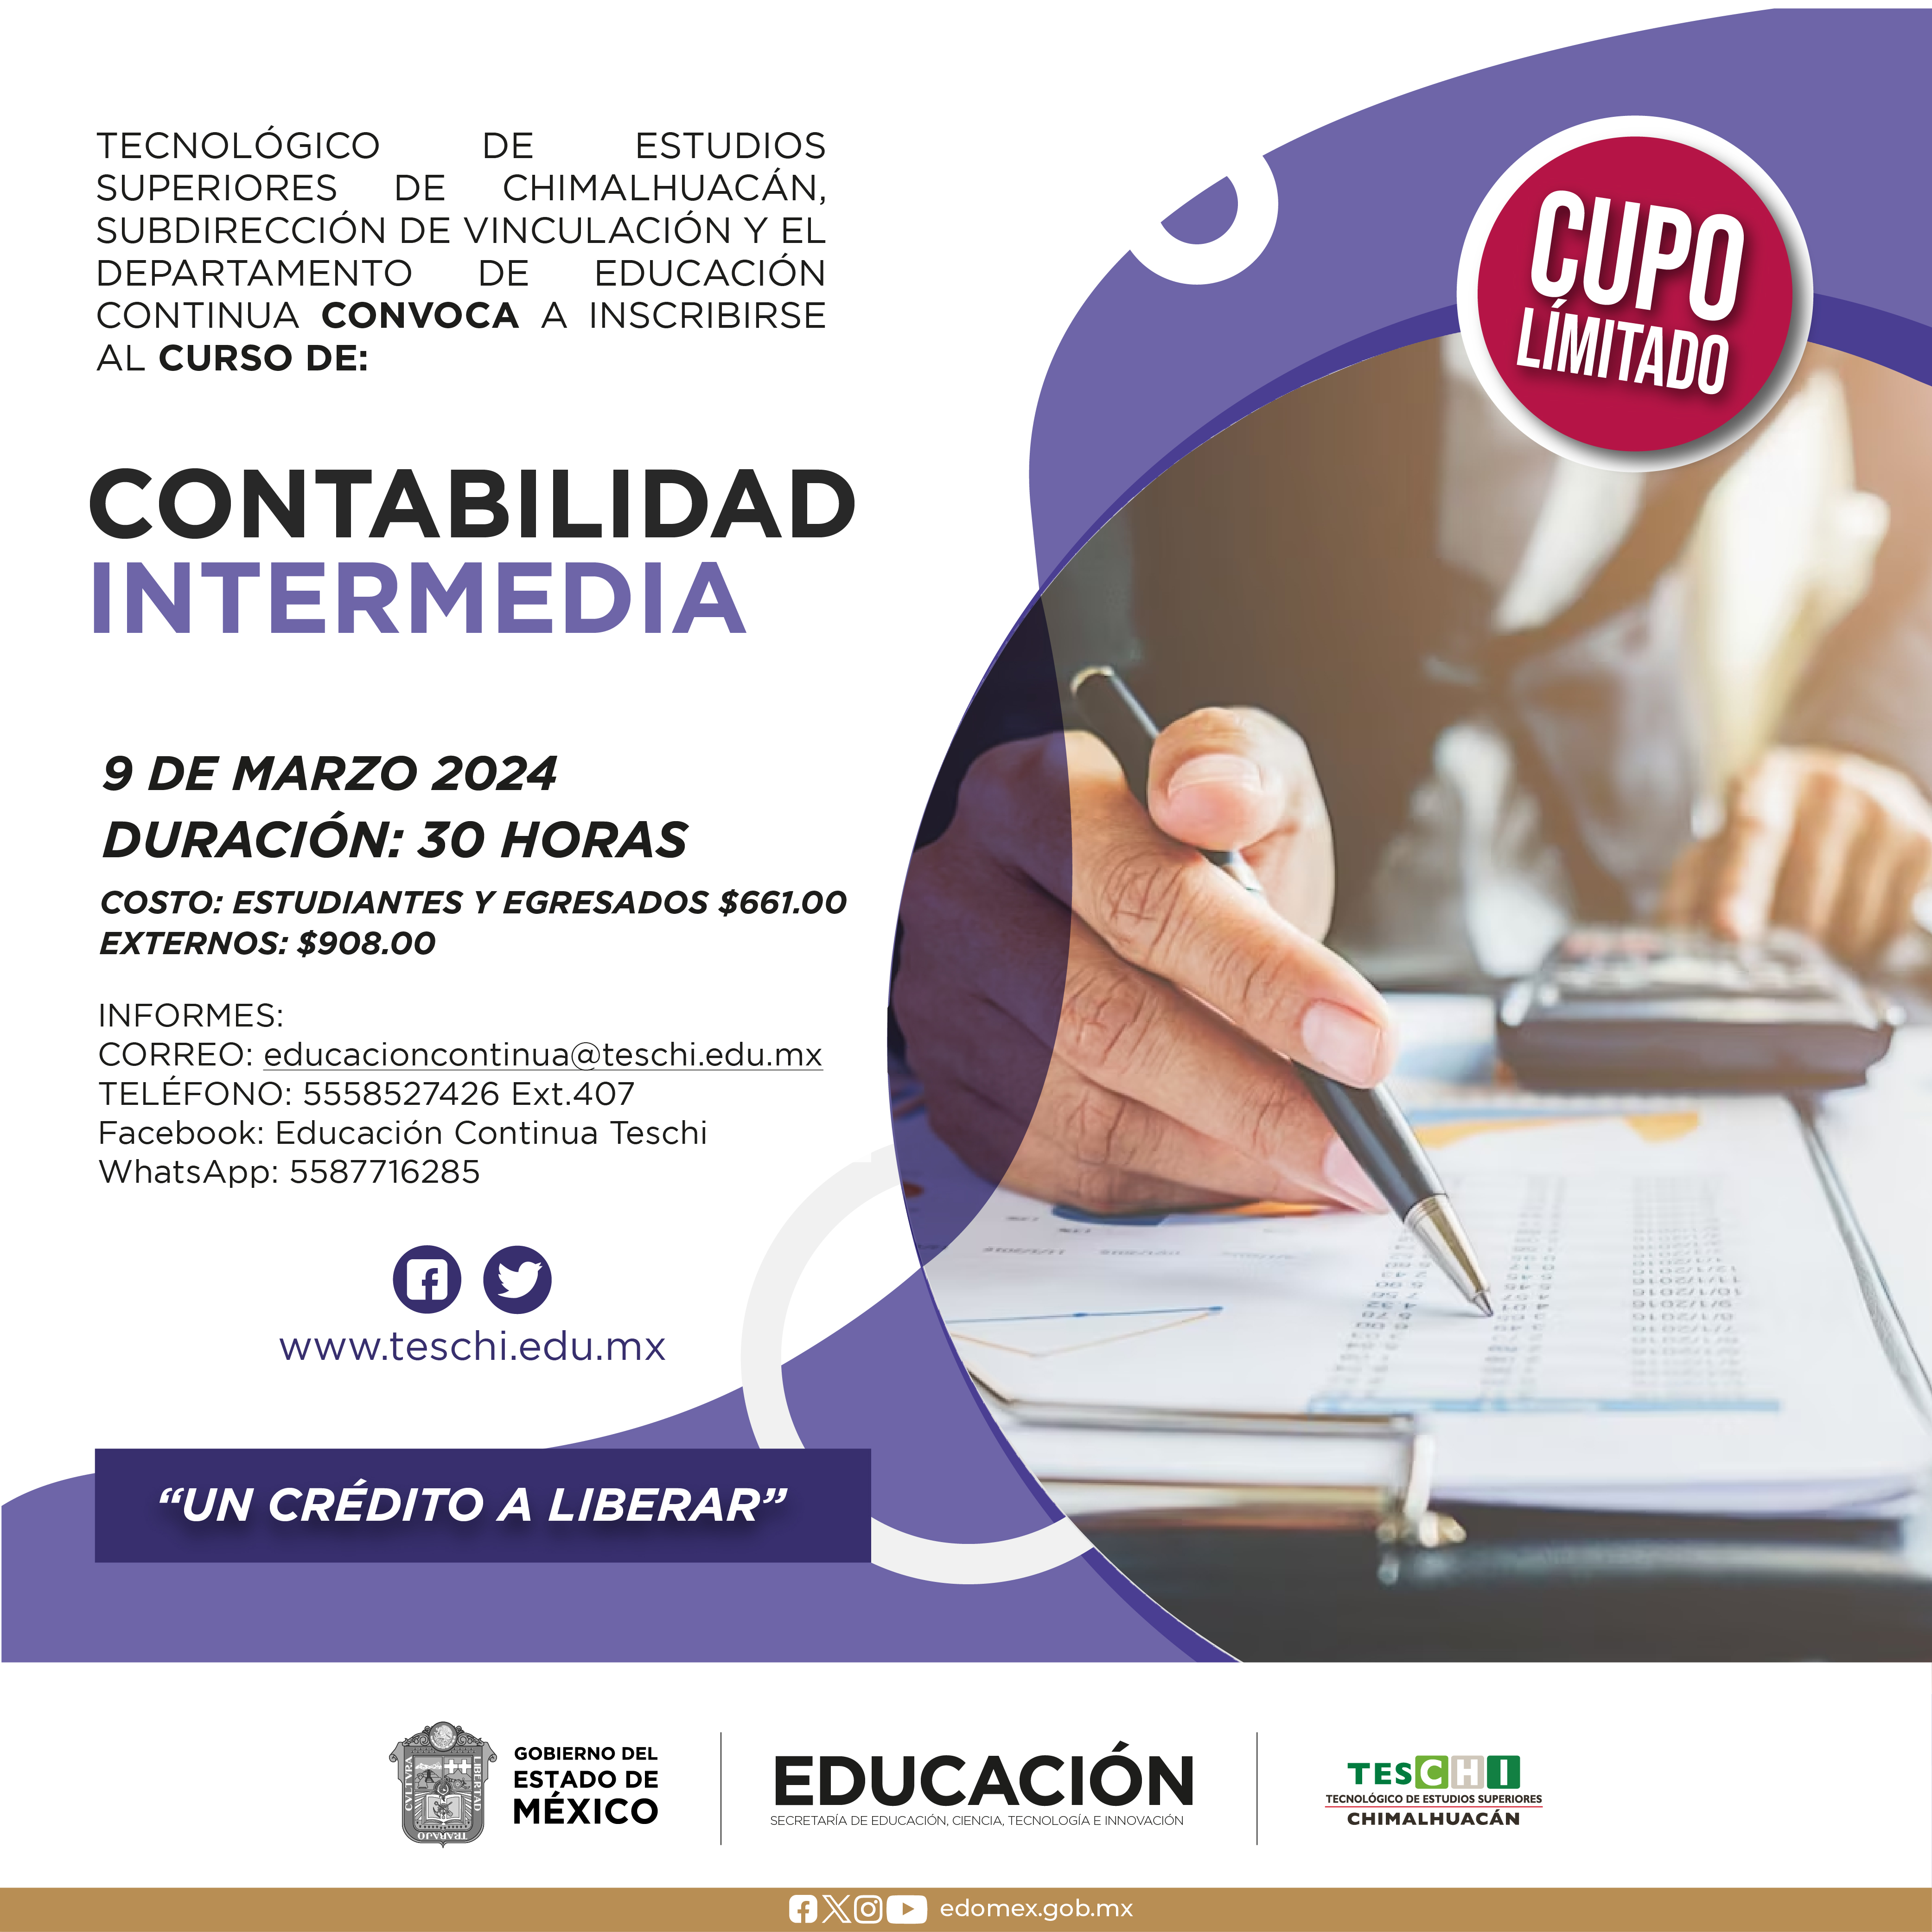 TECNOLÓGICO DE ESTUDIOS
SUPERIORES DE CHIMALHUACÁN,
SUBDIRECCIÓN DE VINCULACIÓN Y EL
DEPARTAMENTO DE EDUCACIÓN
CONTINUA CONVOCA A INSCRIBIRSE
AL CURSO DE:
CUPO
LÍMITADO
CONTABILIDAD
INTERMEDIA
9 DE MARZO 2024
DURACIÓN: 30 HORAS
COSTO: ESTUDIANTES Y EGRESADOS $661.00
EXTERNOS: $908.00
INFORMES:
CORREO: educacioncontinua@teschi.edu.mx
TELÉFONO: 5558527426 Ext.407
Facebook: Educación Continua Teschi
WhatsApp: 5587716285
www.teschi.edu.mx
“UN CRÉDITO A LIBERAR”
CULTURA
LIBERTAD
TRABAJO
GOBIERNO DEL
ESTADO DE
MÉXICO
EDUCACIÓN
SECRETARÍA DE EDUCACIÓN, CIENCIA, TECNOLOGÍA E INNOVACIÓN
TESCHI
TECNOLÓGICO DE ESTUDIOS SUPERIORES
CHIMALHUACÁN
edomex.gob.mx